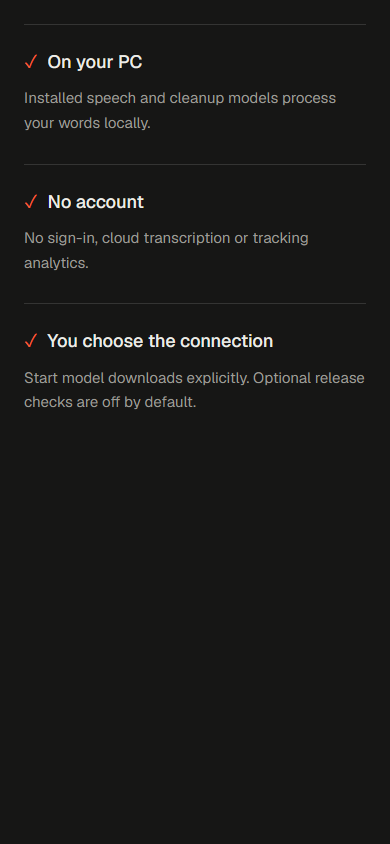 ✓ On your PC
Installed speech and cleanup models process
your words locally.
✓ No account
No sign-in, cloud transcription or tracking
analytics.
✓ You choose the connection
Start model downloads explicitly. Optional release
checks are off by default.